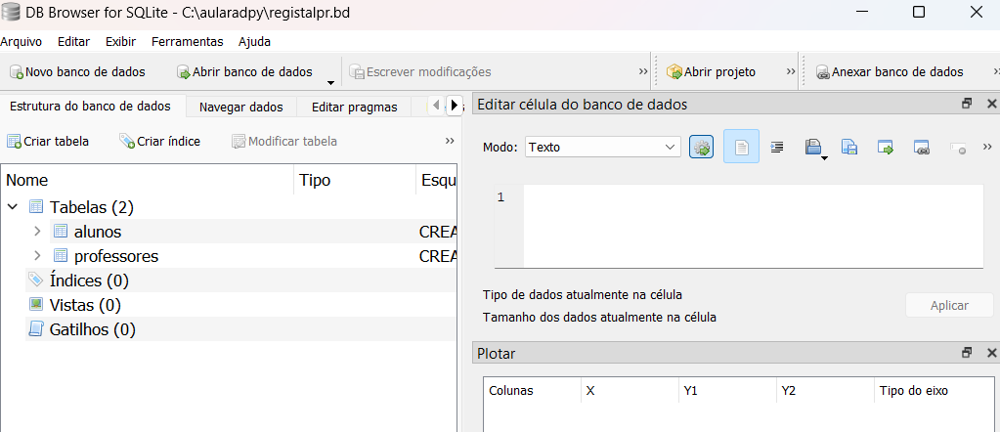 DB Browser for SQLite - C:\aularadpy\registalpr.bd
Arquivo Editar Exibir Ferramentas Ajuda
Novo banco de dados Abrir banco de dados Escrever modificações » Abrir projeto » Anexar banco de dados »
Estrutura do banco de dados Navegar dados Editar pragmas
Criar tabela Criar índice Modificar tabela »
Nome Tipo Esqu
Tabelas (2)
alunos CREA
professores CREA
Índices (0)
Vistas (0)
Gatilhos (0)
Editar célula do banco de dados
Modo: Texto »
1
Tipo de dados atualmente na célula
Tamanho dos dados atualmente na célula
Aplicar
Plotar
Colunas X Y1 Y2 Tipo do eixo